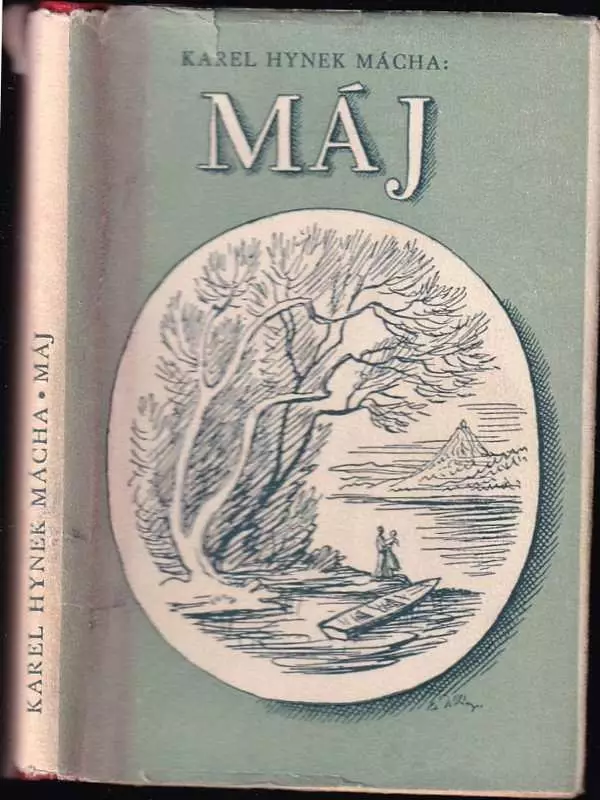 KAREL HYNEK MÁCHA:
MÁJ
KAREL HYNEK MÁCHA • MÁJ